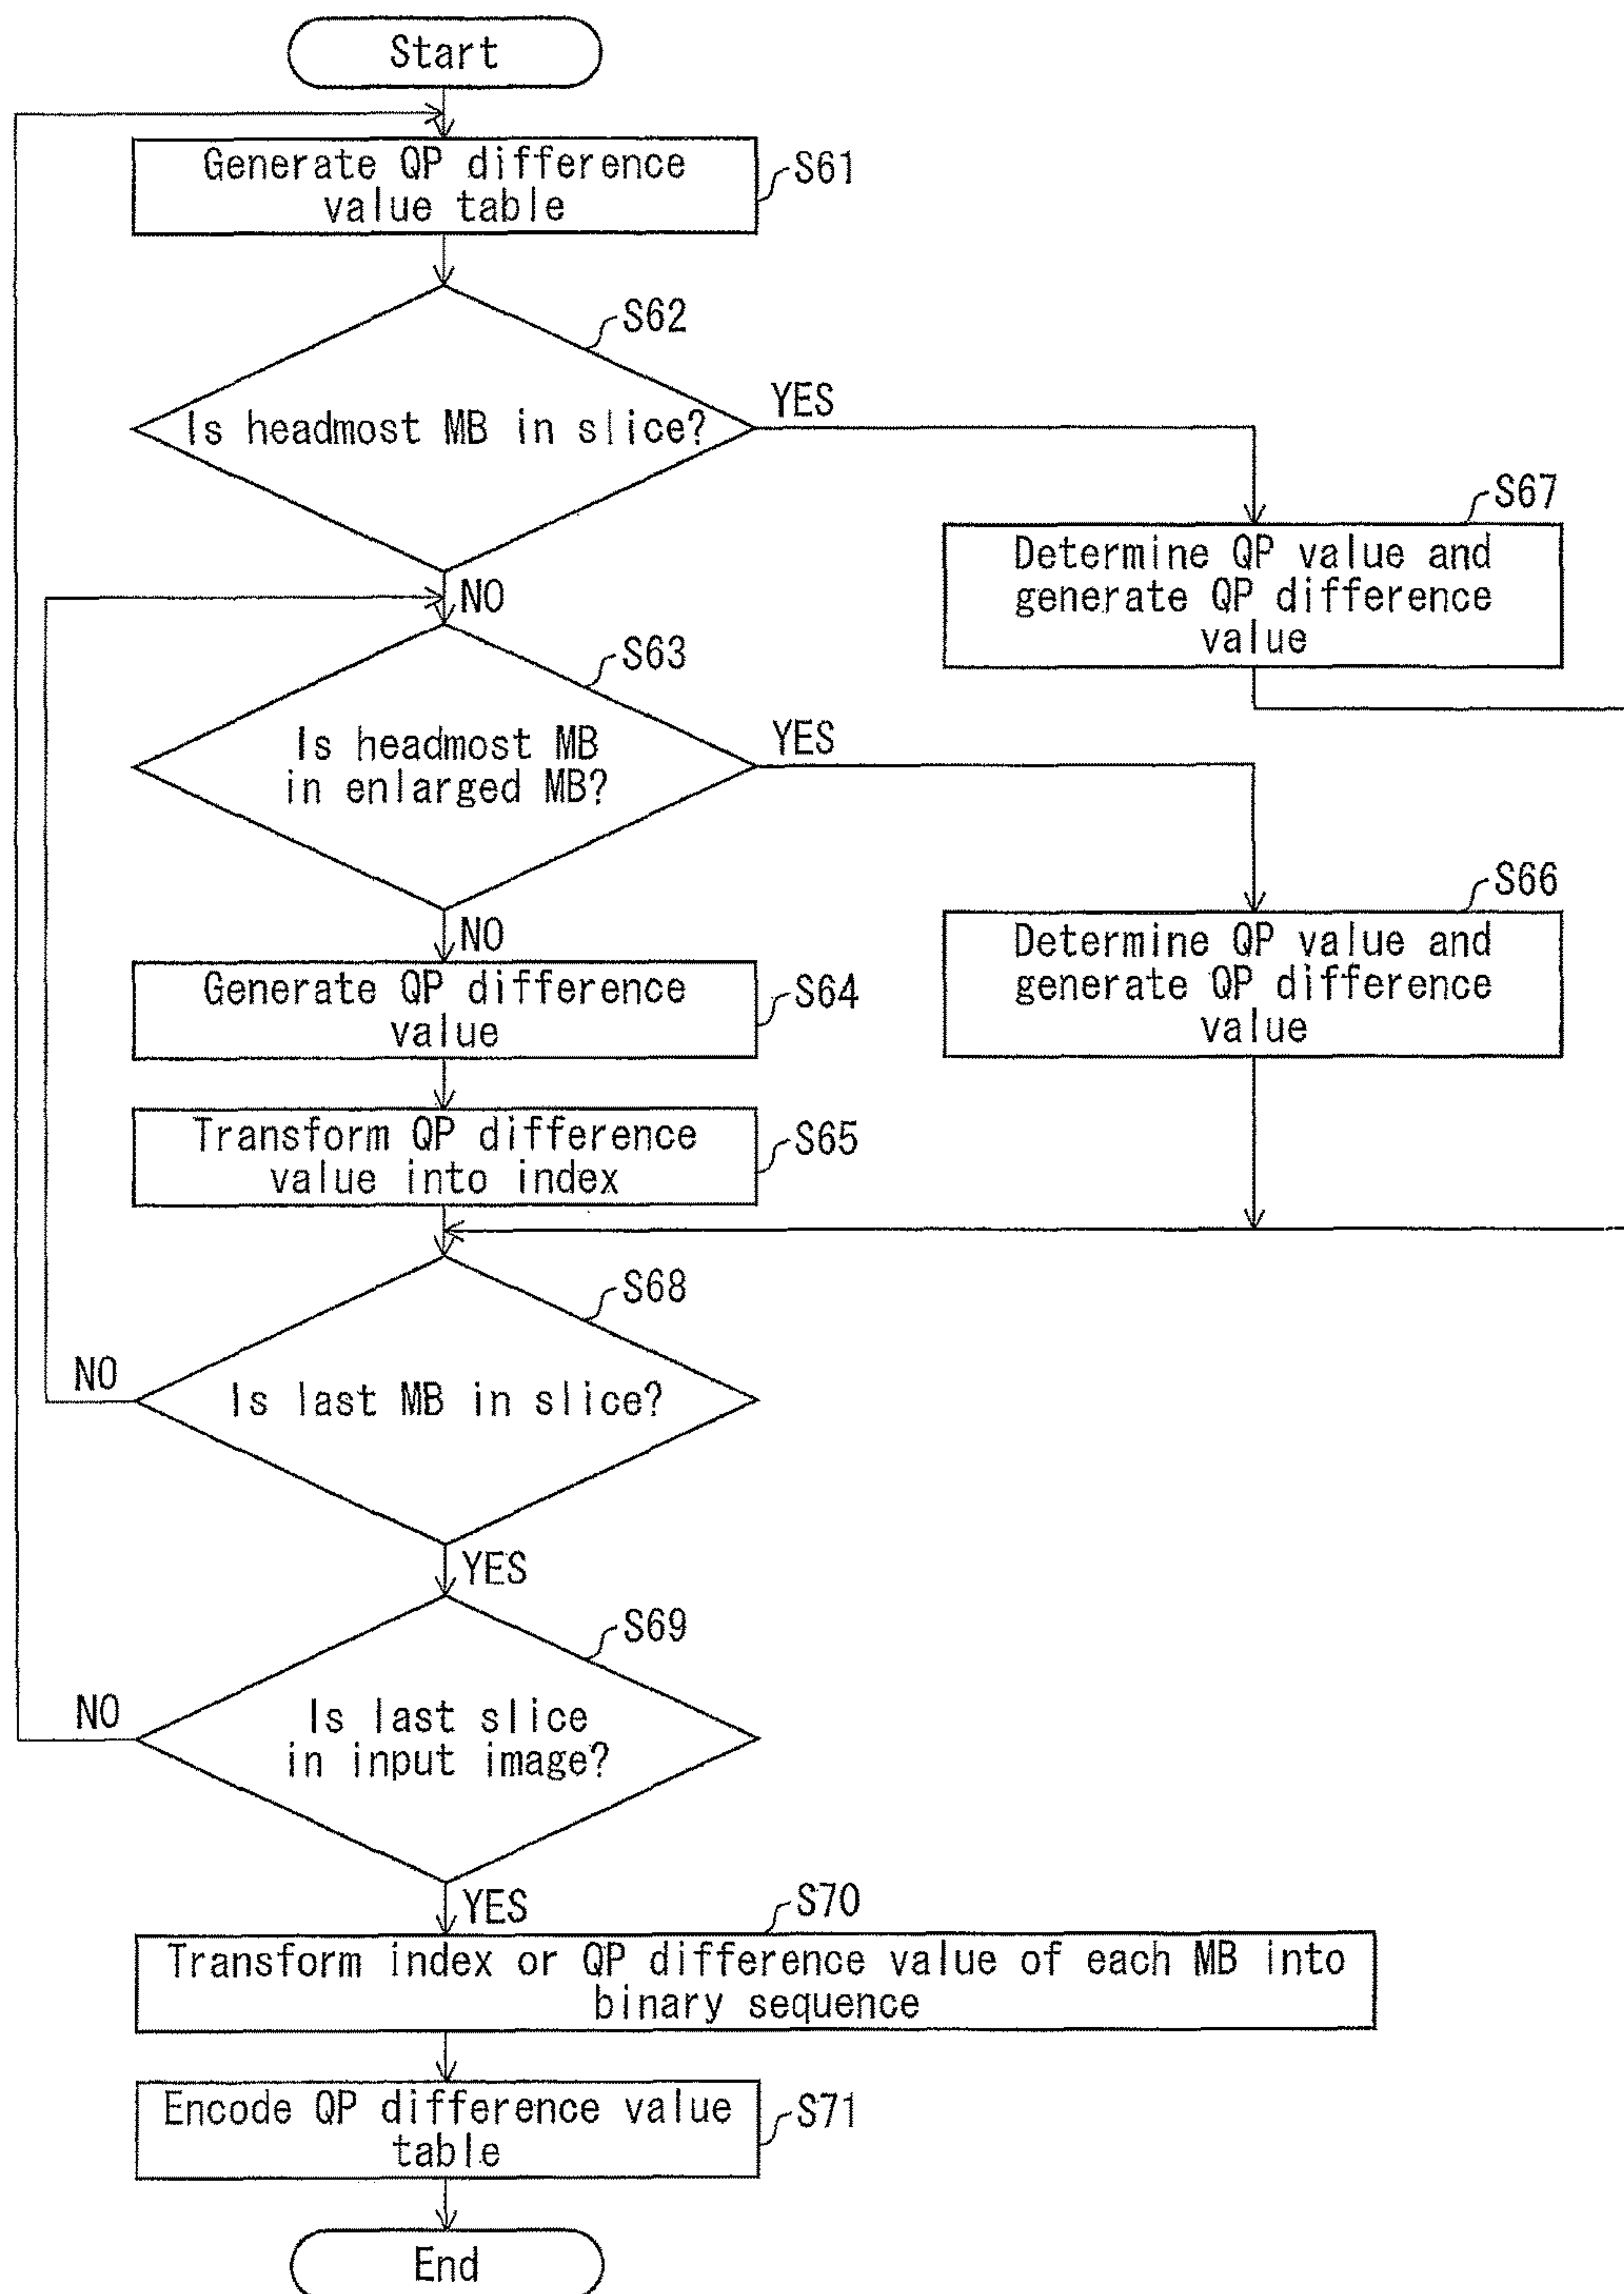 Start
Generate QP difference
value table
S61
S62
Is headmost MB in slice?
YES
NO
S67
Determine QP value and
generate QP difference
value
S63
Is headmost MB
in enlarged MB?
YES
NO
S66
Determine QP value and
generate QP difference
value
Generate QP difference
value
S64
Transform QP difference
value into index
S65
S68
Is last MB in slice?
NO
YES
S69
Is last slice
in input image?
NO
YES
S70
Transform index or QP difference value of each MB into
binary sequence
Encode QP difference value
table
S71
End